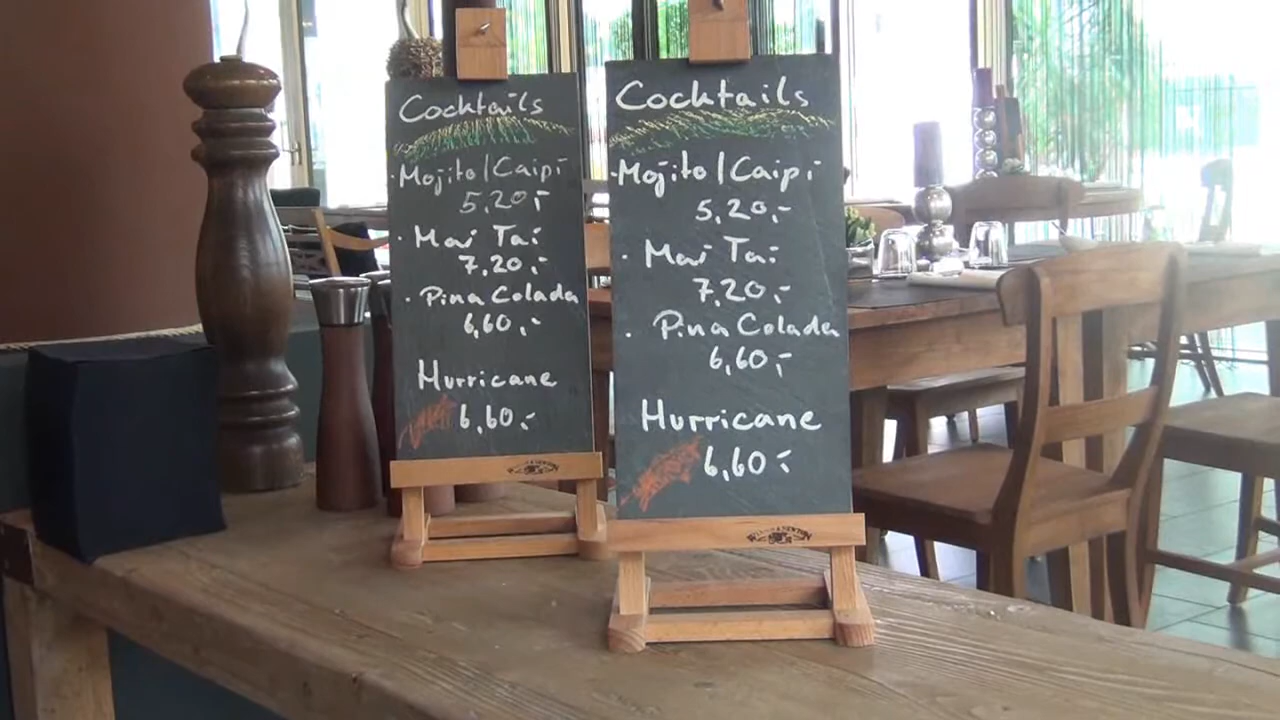 Cocktails
·Mojito/Caipi
5,20,-
· Mai Tai
7,20,-
· Pina Colada
6,60,-
Hurricane
6,60,-
Cocktails
·Mojito/Caipi
5,20,-
· Mai Tai
7,20,-
· Pina Colada
6,60,-
Hurricane
6,60,-